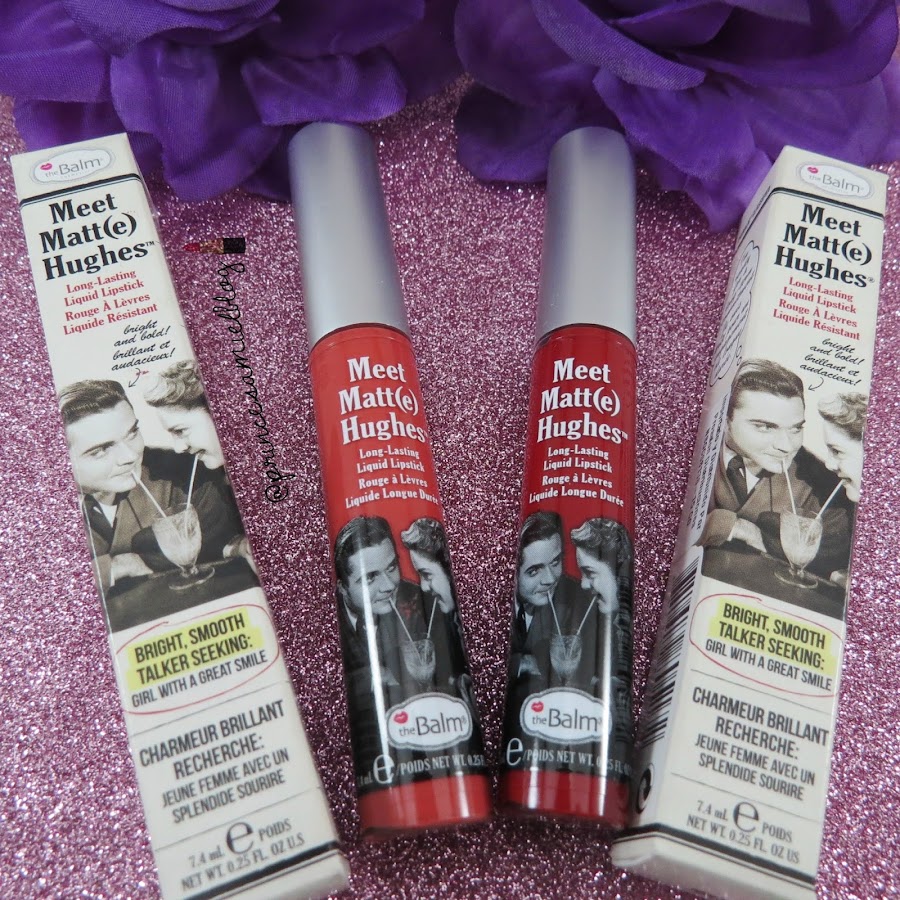 theBalm®
Meet
Matt(e)
Hughes™
Long-Lasting
Liquid Lipstick
Rouge À Lèvres
Liquide Résistant
bright
and bold!
brillant et
audacieux!
BRIGHT, SMOOTH
TALKER SEEKING:
GIRL WITH A GREAT SMILE
CHARMEUR BRILLANT
RECHERCHE:
JEUNE FEMME AVEC UN
SPLENDIDE SOURIRE
7.4 ml. e POIDS
NET WT. 0.25 FL. OZ U.S
@princesamielblog
Meet
Matt(e)
Hughes™
Long-Lasting
Liquid Lipstick
Rouge à Lèvres
Liquide Longue Durée
theBalm®
ml. e /POIDS NET WT. 0.25 FL
Meet
Matt(e)
Hughes™
Long-Lasting
Liquid Lipstick
Rouge à Lèvres
Liquide Longue Durée
theBalm®
e /POIDS NET WT.
theBalm®
Meet
Matt(e)
Hughes®
Long-Lasting
Liquid Lipstick
Rouge À Lèvres
Liquide Résistant
bright
and bold!
brillant et
audacieux!
BRIGHT, SMOOTH
TALKER SEEKING:
GIRL WITH A GREAT SMILE
CHARMEUR BRILLANT
RECHERCHE:
JEUNE FEMME AVEC UN
SPLENDIDE SOURIRE
7.4 ml. e POIDS
NET WT. 0.25 FL. OZ U.S